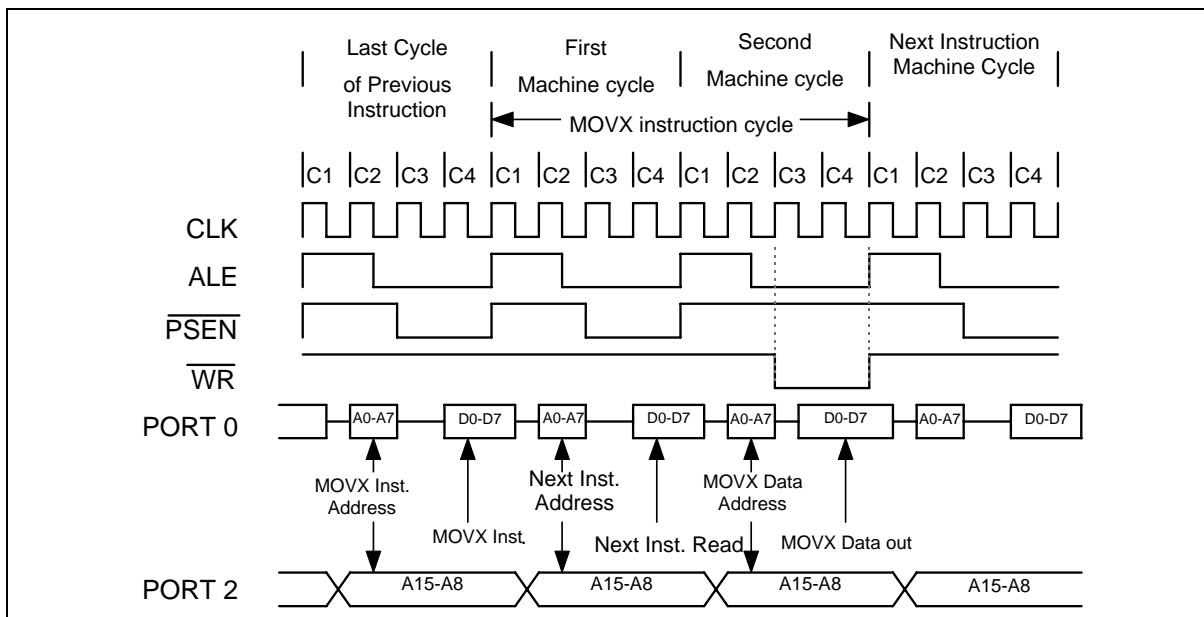 Last Cycle
of Previous
Instruction
First
Machine cycle
Second
Machine cycle
Next Instruction
Machine Cycle
MOVX instruction cycle
C1 C2 C3 C4 C1 C2 C3 C4 C1 C2 C3 C4 C1 C2 C3 C4
CLK
ALE
PSEN
WR
PORT 0
A0-A7 D0-D7 A0-A7 D0-D7 A0-A7 D0-D7 A0-A7 D0-D7
MOVX Inst.
Address
MOVX Inst.
Next Inst.
Address
Next Inst. Read
MOVX Data
Address
MOVX Data out
PORT 2
A15-A8 A15-A8 A15-A8 A15-A8